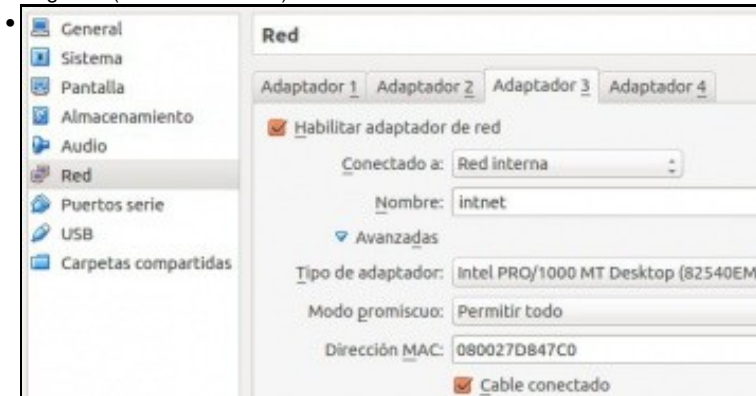 General
Sistema
Pantalla
Almacenamiento
Audio
Red
Puertos serie
USB
Carpetas compartidas
Red
Adaptador 1 Adaptador 2 Adaptador 3 Adaptador 4
Habilitar adaptador de red
Conectado a: Red interna
Nombre: intnet
Avanzadas
Tipo de adaptador: Intel PRO/1000 MT Desktop (82540EM
Modo promiscuo: Permitir todo
Dirección MAC: 080027D847C0
Cable conectado